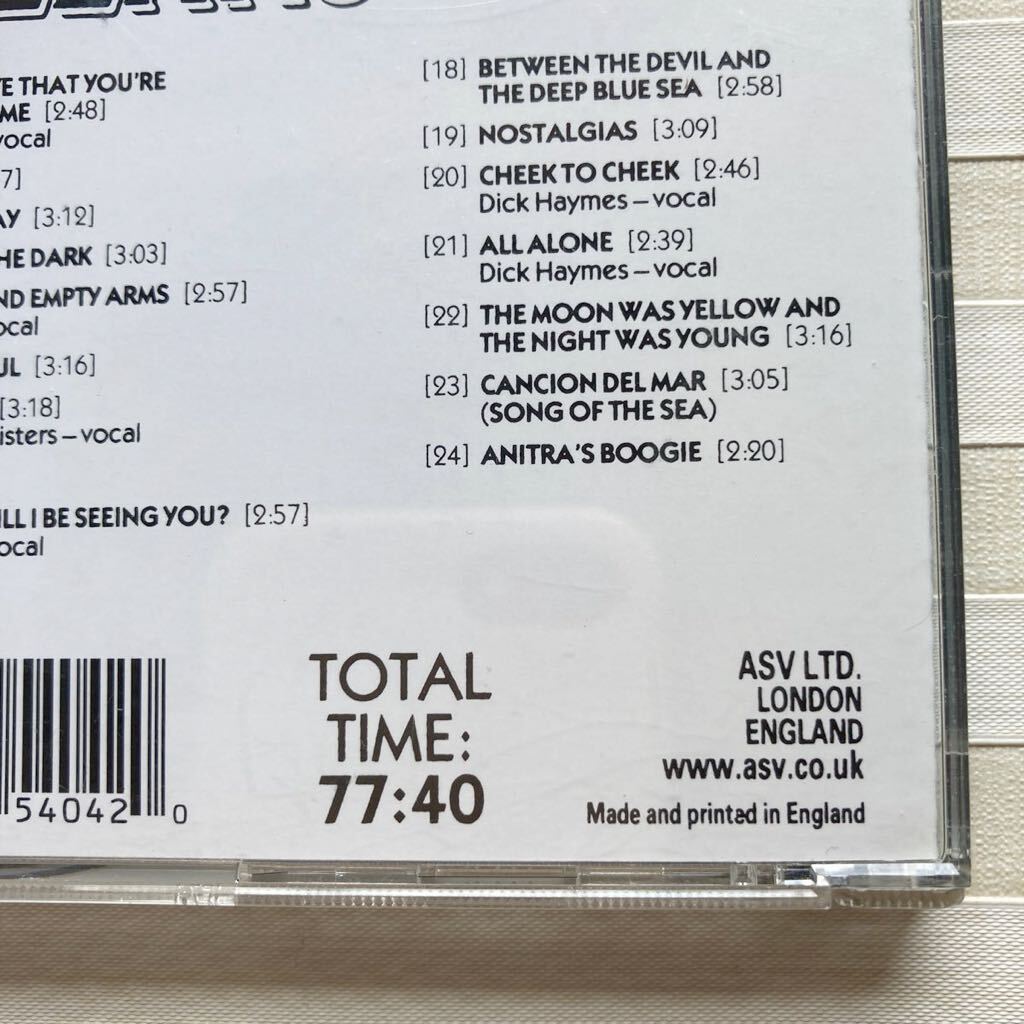 THAT YOU'RE
ME [2:48]
vocal
7]
AY [3:12]
HE DARK [3:03]
ND EMPTY ARMS [2:57]
ocal
UL [3:16]
[3:18]
isters – vocal
ILL I BE SEEING YOU? [2:57]
ocal
[18] BETWEEN THE DEVIL AND
THE DEEP BLUE SEA [2:58]
[19] NOSTALGIAS [3:09]
[20] CHEEK TO CHEEK [2:46]
Dick Haymes – vocal
[21] ALL ALONE [2:39]
Dick Haymes – vocal
[22] THE MOON WAS YELLOW AND
THE NIGHT WAS YOUNG [3:16]
[23] CANCION DEL MAR [3:05]
(SONG OF THE SEA)
[24] ANITRA'S BOOGIE [2:20]
54042 0
TOTAL
TIME:
77:40
ASV LTD.
LONDON
ENGLAND
www.asv.co.uk
Made and printed in England